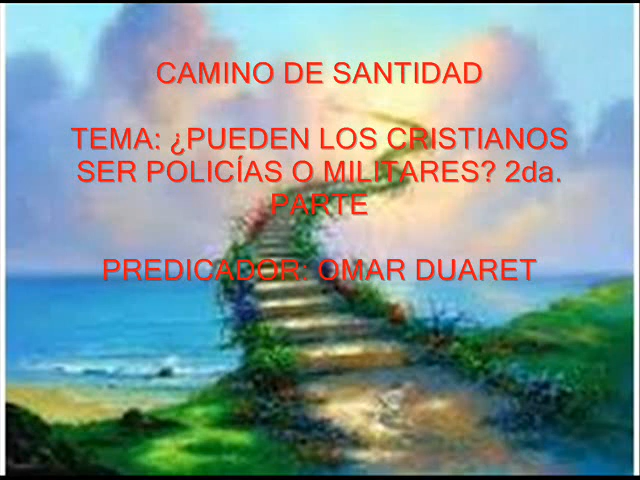 CAMINO DE SANTIDAD
TEMA: ¿PUEDEN LOS CRISTIANOS
SER POLICÍAS O MILITARES? 2da.
PARTE
PREDICADOR: OMAR DUARET